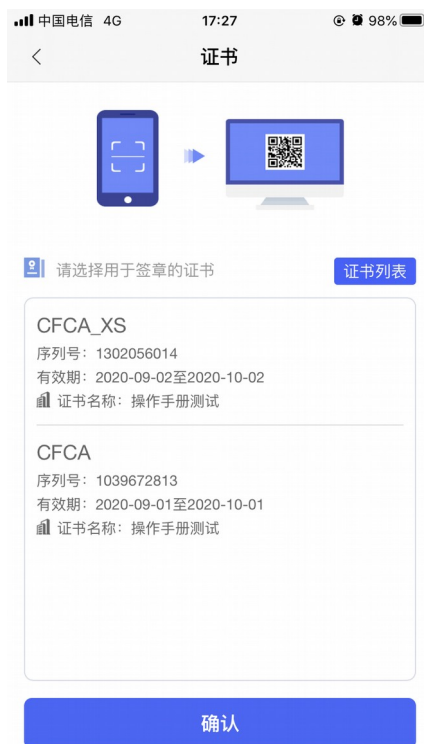 中国电信 4G 17:27 98%
证书
请选择用于签章的证书 证书列表
CFCA_XS
序列号：1302056014
有效期：2020-09-02至2020-10-02
证书名称：操作手册测试
CFCA
序列号：1039672813
有效期：2020-09-01至2020-10-01
证书名称：操作手册测试
确认